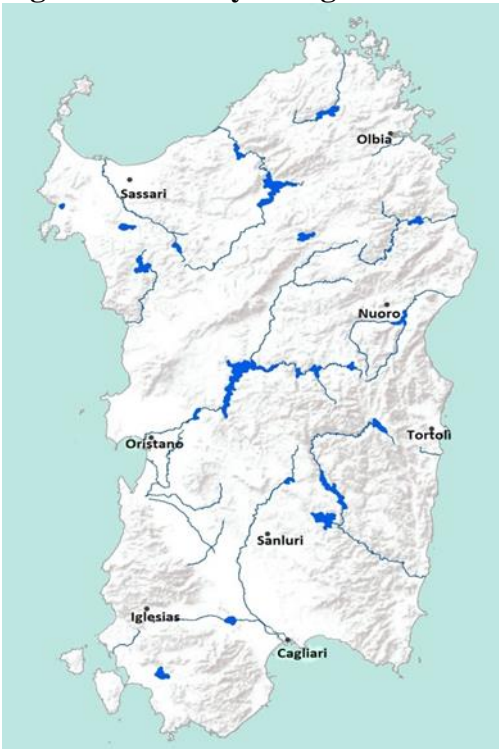 Olbia
Sassari
Nuoro
Tortolì
Oristano
Sanluri
Iglesias
Cagliari